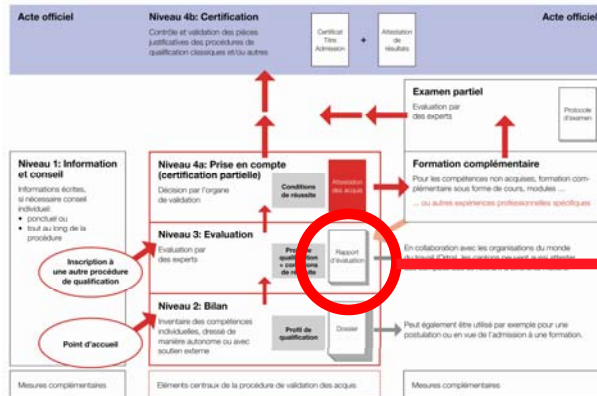 Acte officiel
Niveau 4b: Certification
Contrôle et validation des pièces
justificatives des procédures de
qualification classiques et/ou autres
Certificat
Titre
Admission
+
Attestation
de
résultats
Acte officiel
Examen partiel
Evaluation par
des experts
Protocole
d'examen
Niveau 1: Information
et conseil
Informations écrites,
si nécessaire conseil
individuel:
• ponctuel ou
• tout au long de la
procédure
Niveau 4a: Prise en compte
(certification partielle)
Décision par l'organe
de validation
Conditions
de réussite
Attestation
des acquis
Formation complémentaire
Pour les compétences non acquises, formation com-
plémentaire sous forme de cours, modules ...
... ou autres expériences professionnelles spécifiques
Inscription à
une autre procédure
de qualification
Niveau 3: Evaluation
Evaluation par
des experts
qualification
+ conditions
de réussite
Rapport
d'évaluation
En collaboration avec les organisations du monde
Point d'accueil
Niveau 2: Bilan
Inventaire des compétences
individuelles, dressé de
manière autonome ou avec
soutien externe
Profil de
qualification
Dossier
Peut également être utilisé par exemple pour une
postulation ou en vue de l'admission à une formation.
Mesures complémentaires
Eléments centraux de la procédure de validation des acquis
Mesures complémentaires